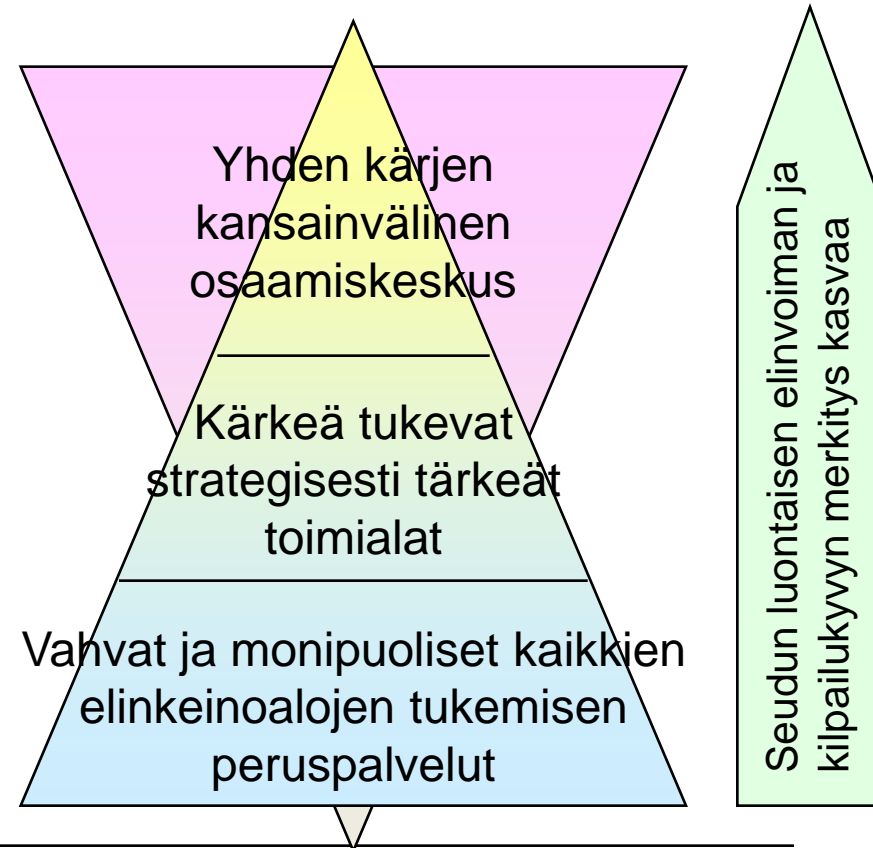 Yhden kärjen
kansainvälinen
osaamiskeskus
Kärkeä tukevat
strategisesti tärkeät
toimialat
Vahvat ja monipuoliset kaikkien
elinkeinoalojen tukemisen
peruspalvelut
Seudun luontaisen elinvoiman ja
kilpailukyvyn merkitys kasvaa